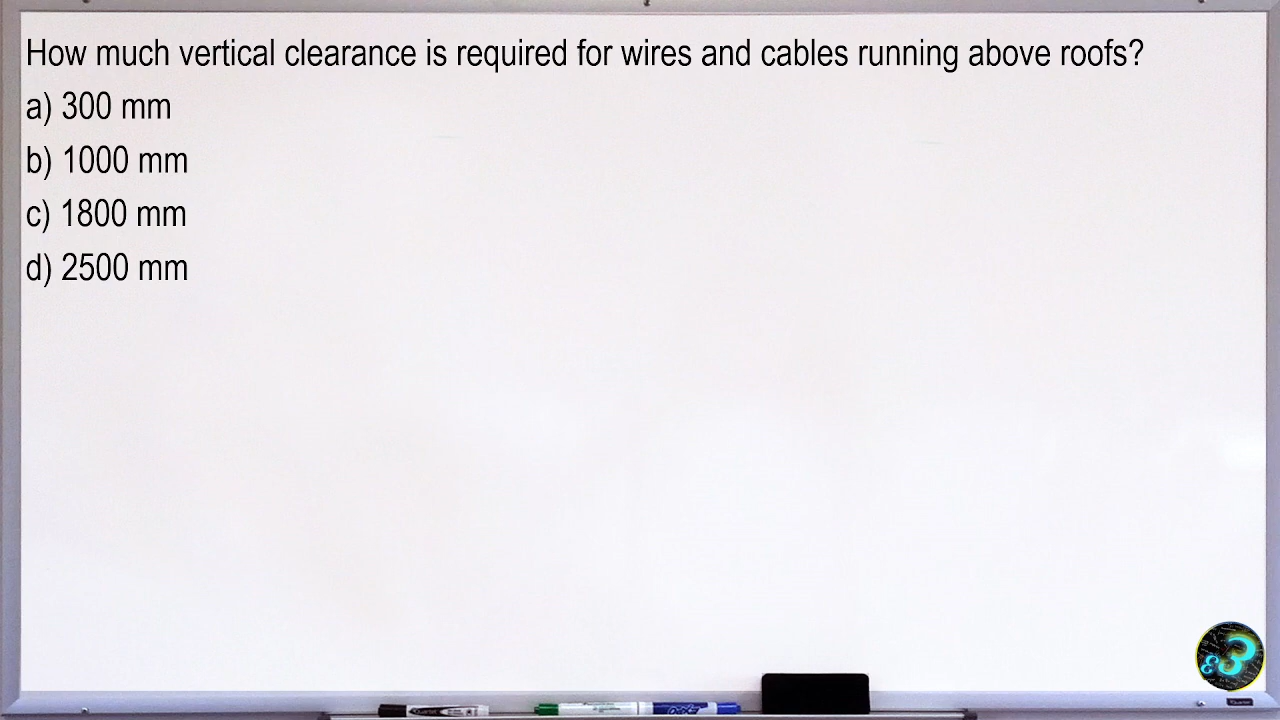 How much vertical clearance is required for wires and cables running above roofs?
a) 300 mm
b) 1000 mm
c) 1800 mm
d) 2500 mm